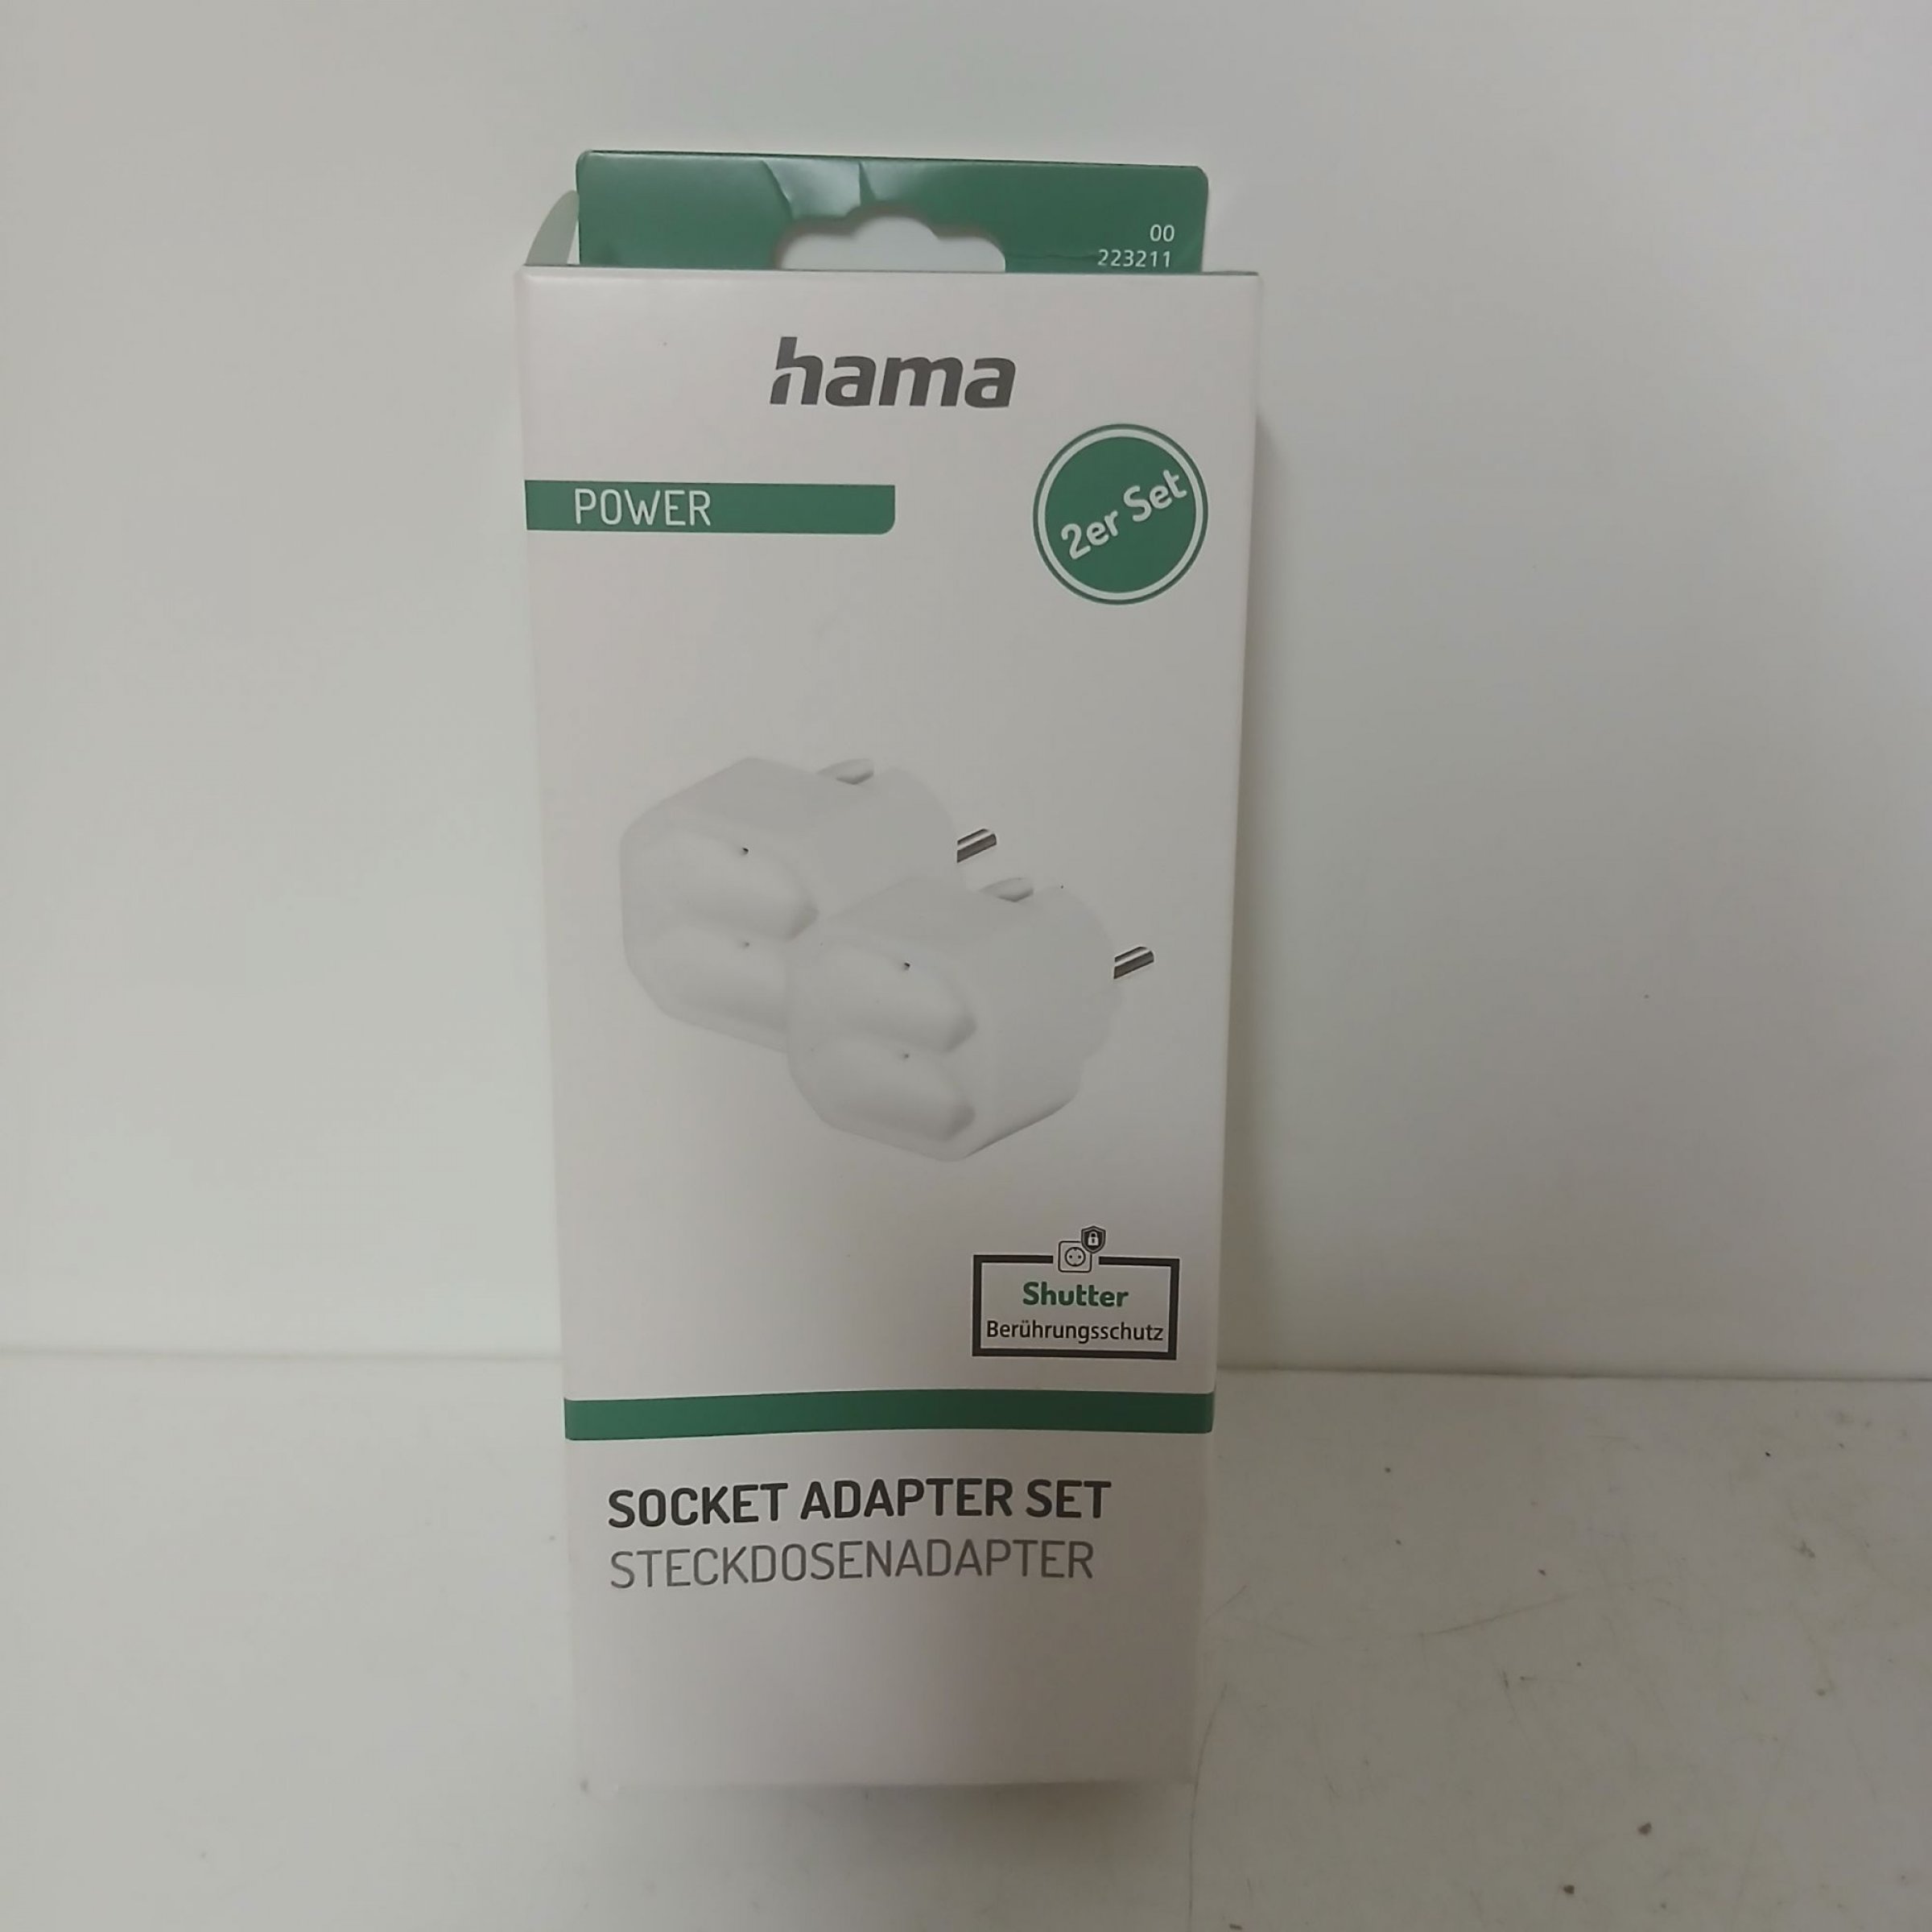 00
223211
hama
POWER
2er Set
Shutter
Berührungsschutz
SOCKET ADAPTER SET
STECKDOSENADAPTER